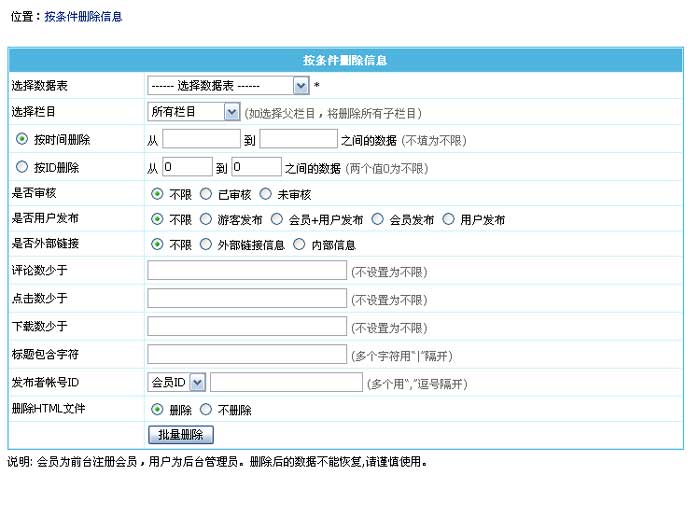 位置：按条件删除信息
按条件删除信息
选择数据表 ------ 选择数据表 ------ *
选择栏目 所有栏目 (如选择父栏目，将删除所有子栏目)
按时间删除 从 到 之间的数据 (不填为不限)
按ID删除 从 0 到 0 之间的数据 (两个值0为不限)
是否审核 不限 已审核 未审核
是否用户发布 不限 游客发布 会员+用户发布 会员发布 用户发布
是否外部链接 不限 外部链接信息 内部信息
评论数少于 (不设置为不限)
点击数少于 (不设置为不限)
下载数少于 (不设置为不限)
标题包含字符 (多个字符用"|"隔开)
发布者帐号ID 会员ID (多个用","逗号隔开)
删除HTML文件 删除 不删除
批量删除
说明: 会员为前台注册会员，用户为后台管理员。删除后的数据不能恢复,请谨慎使用。